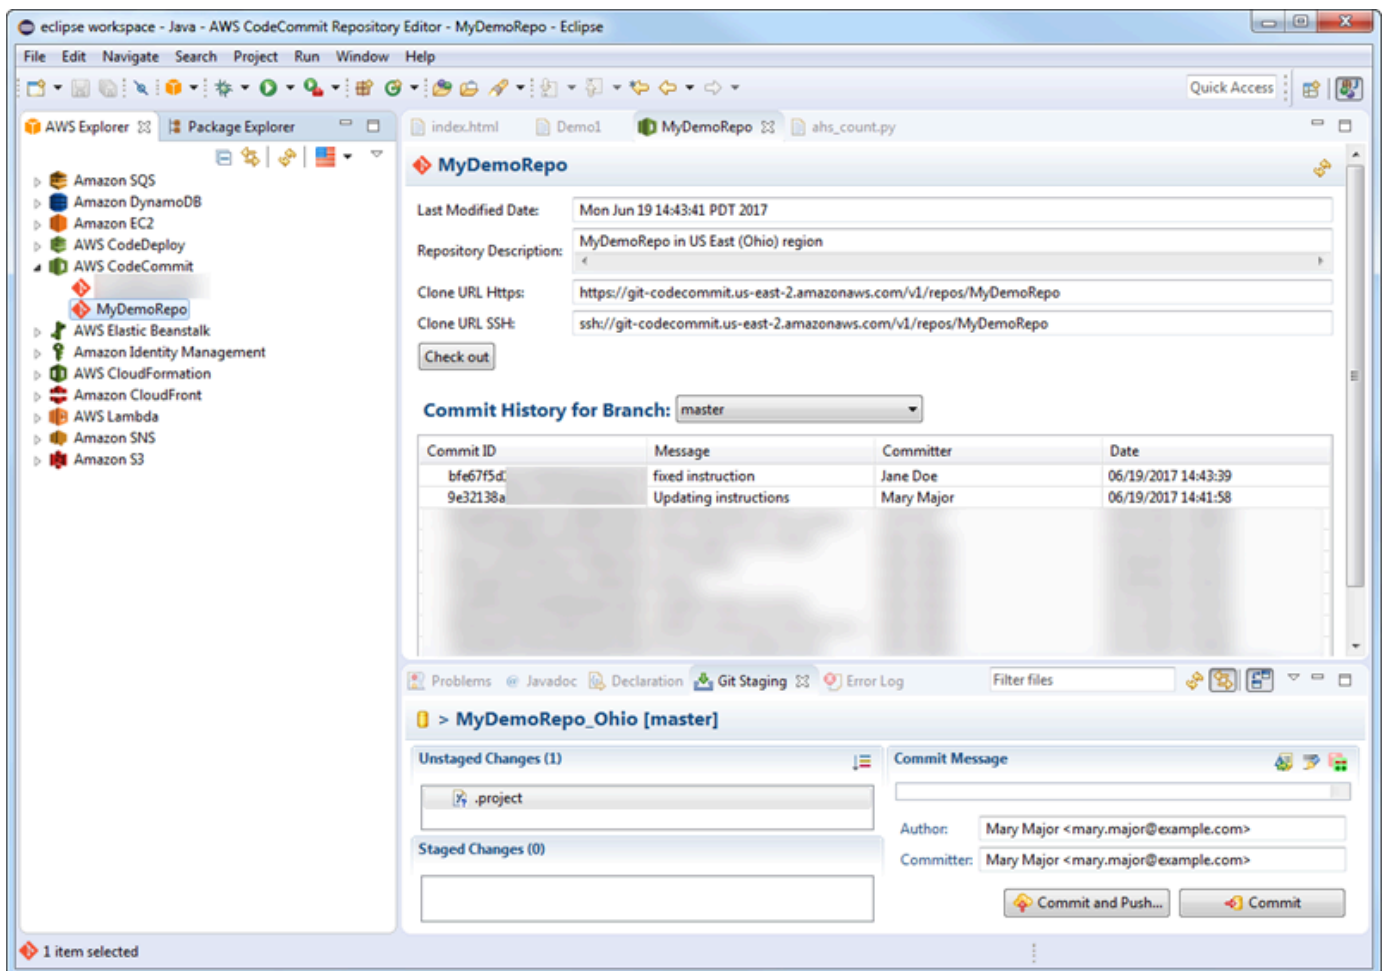 eclipse workspace - Java - AWS CodeCommit Repository Editor - MyDemoRepo - Eclipse
File Edit Navigate Search Project Run Window Help
Quick Access
AWS Explorer Package Explorer
Amazon SQS
Amazon DynamoDB
Amazon EC2
AWS CodeDeploy
AWS CodeCommit
MyDemoRepo
AWS Elastic Beanstalk
Amazon Identity Management
AWS CloudFormation
Amazon CloudFront
AWS Lambda
Amazon SNS
Amazon S3
index.html Demo1 MyDemoRepo ahs_count.py
MyDemoRepo
Last Modified Date: Mon Jun 19 14:43:41 PDT 2017
Repository Description: MyDemoRepo in US East (Ohio) region
Clone URL Https: https://git-codecommit.us-east-2.amazonaws.com/v1/repos/MyDemoRepo
Clone URL SSH: ssh://git-codecommit.us-east-2.amazonaws.com/v1/repos/MyDemoRepo
Check out
Commit History for Branch: master
Commit ID Message Committer Date
bfe67f5d fixed instruction Jane Doe 06/19/2017 14:43:39
9e32138a Updating instructions Mary Major 06/19/2017 14:41:58
Problems @ Javadoc Declaration Git Staging Error Log Filter files
> MyDemoRepo_Ohio [master]
Unstaged Changes (1)
.project
Staged Changes (0)
Commit Message
Author: Mary Major <mary.major@example.com>
Committer: Mary Major <mary.major@example.com>
Commit and Push... Commit
1 item selected